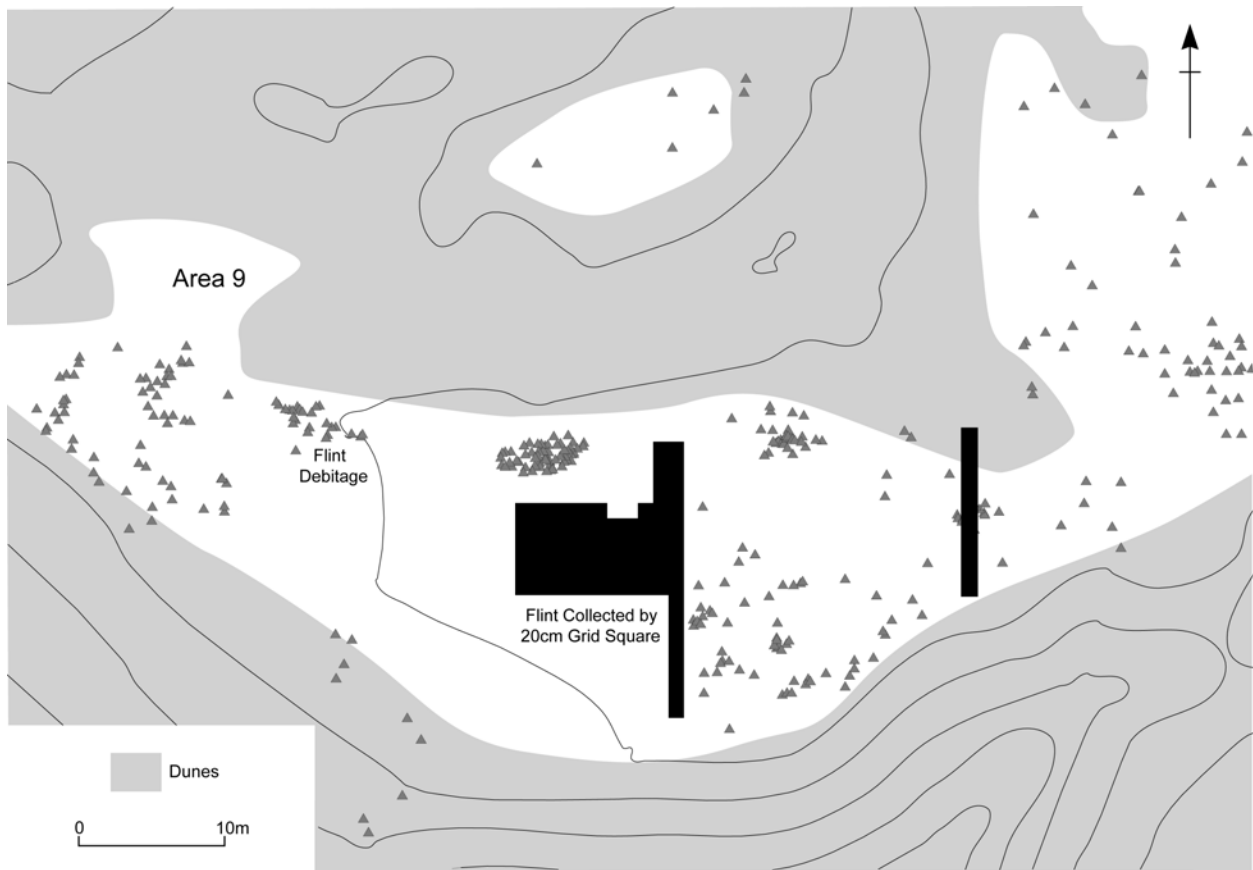 Area 9
Flint
Debitage
Flint Collected by
20cm Grid Square
Dunes
0 10m